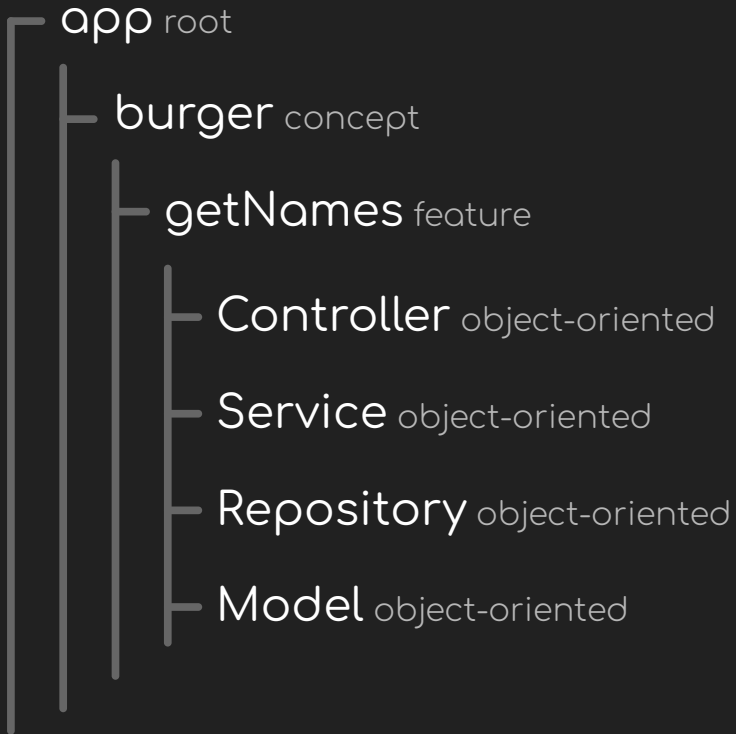 app root
burger concept
getNames feature
Controller object-oriented
Service object-oriented
Repository object-oriented
Model object-oriented